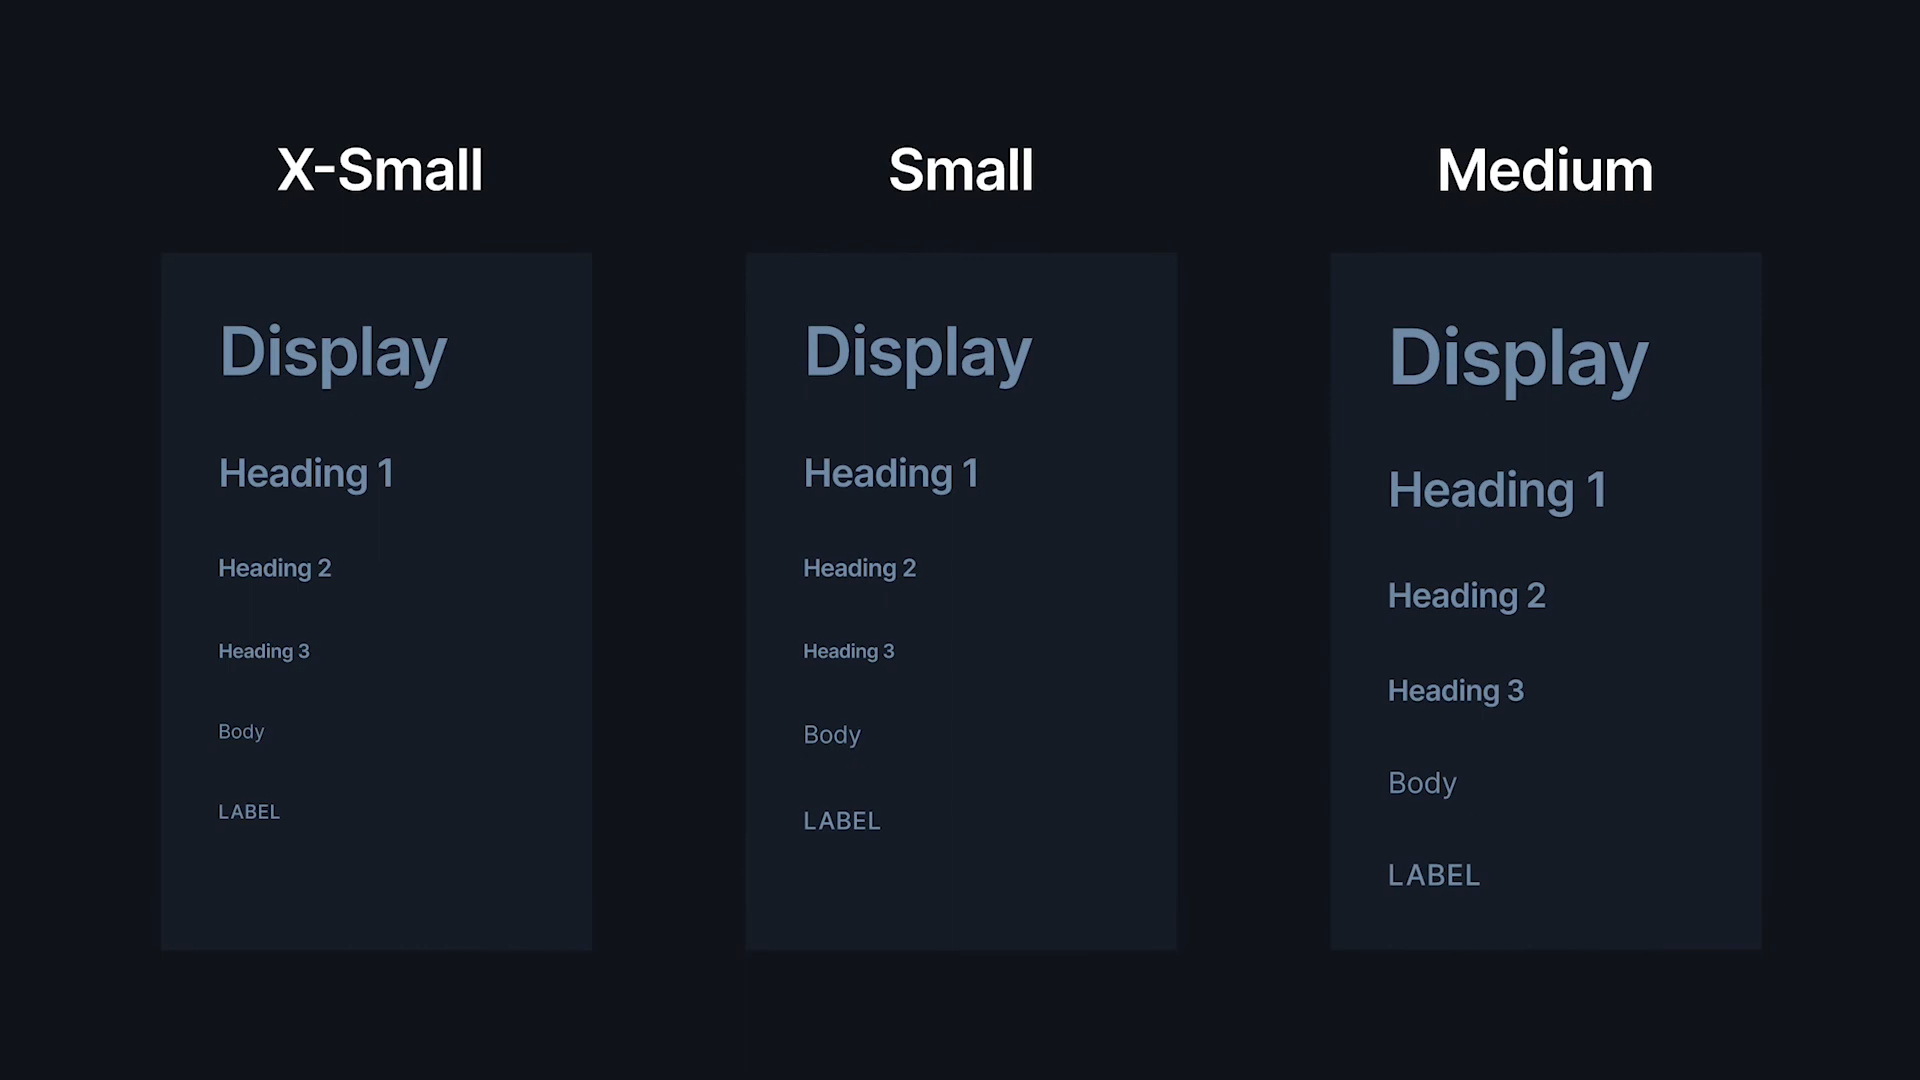 X-Small
Display
Heading 1
Heading 2
Heading 3
Body
LABEL
Small
Display
Heading 1
Heading 2
Heading 3
Body
LABEL
Medium
Display
Heading 1
Heading 2
Heading 3
Body
LABEL